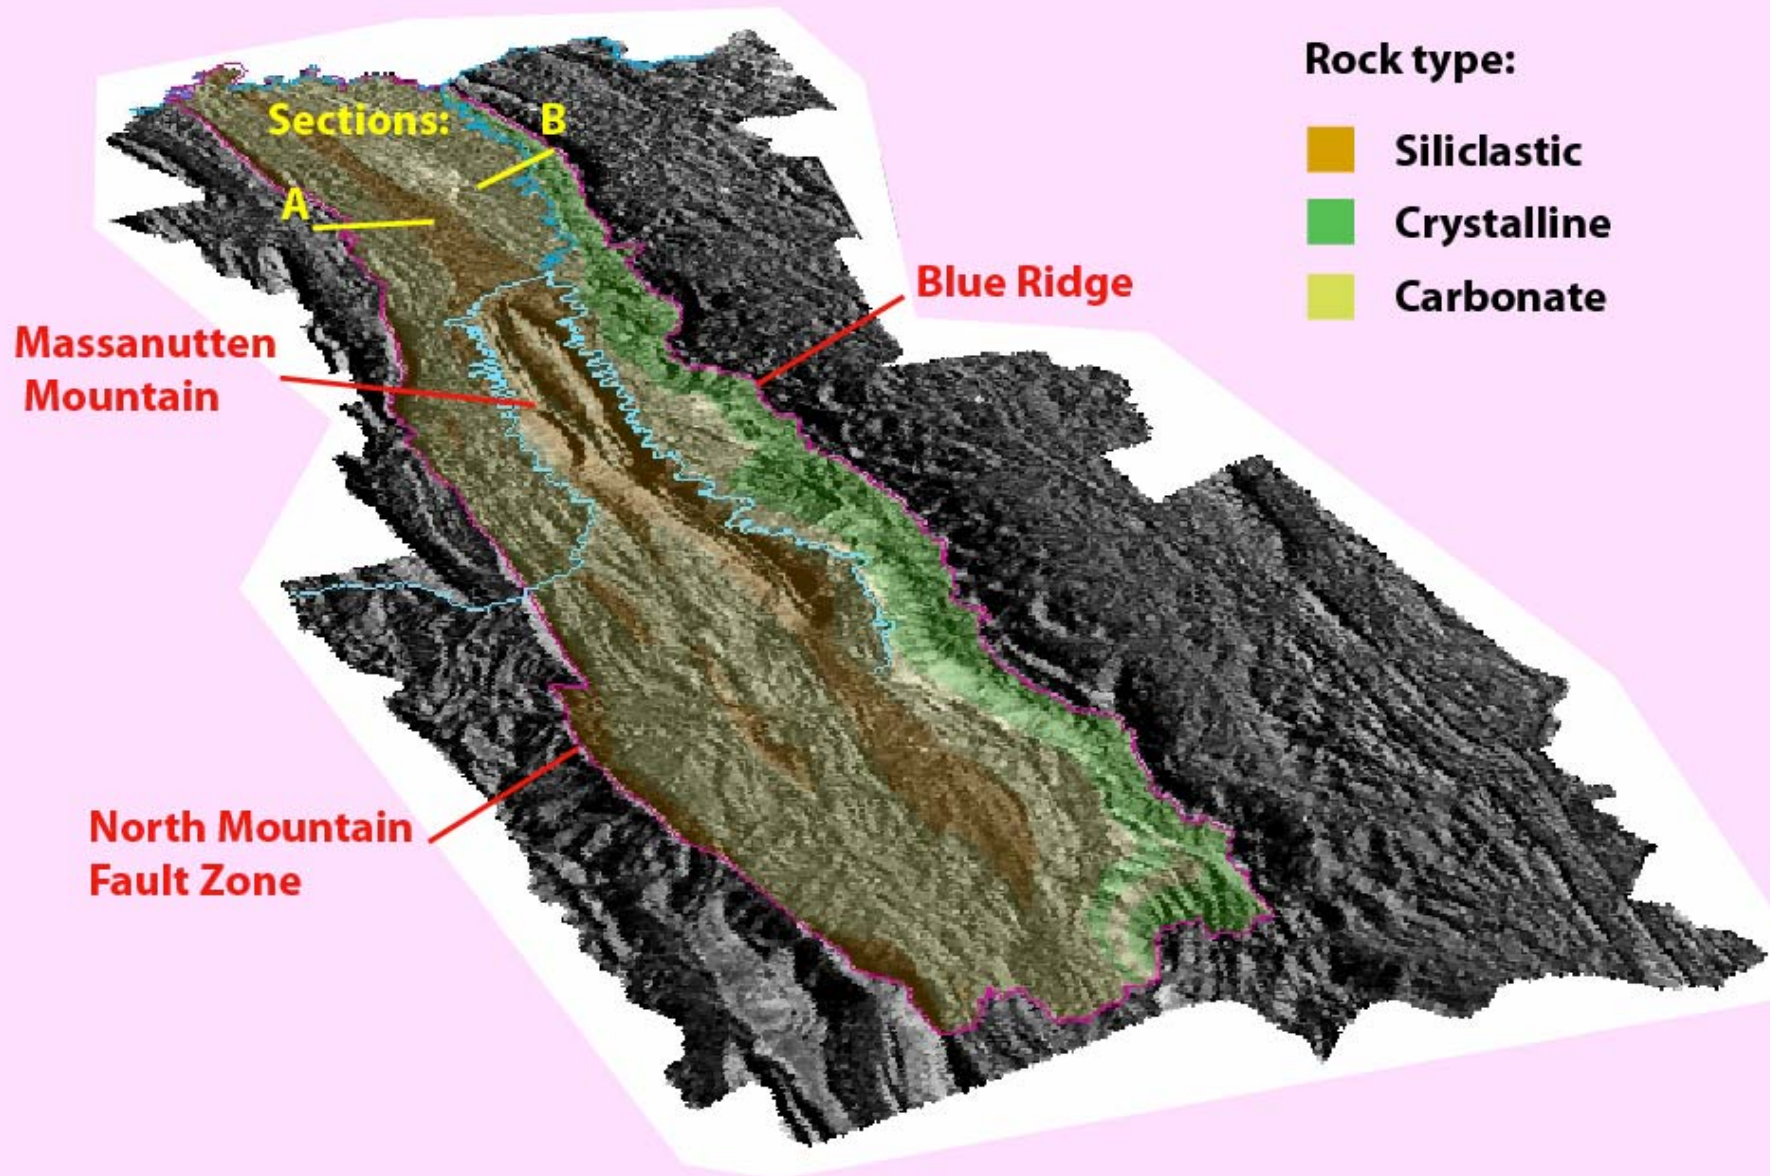 Rock type:
Siliclastic
Crystalline
Carbonate
Sections:
B
A
Blue Ridge
Massanutten
Mountain
North Mountain
Fault Zone